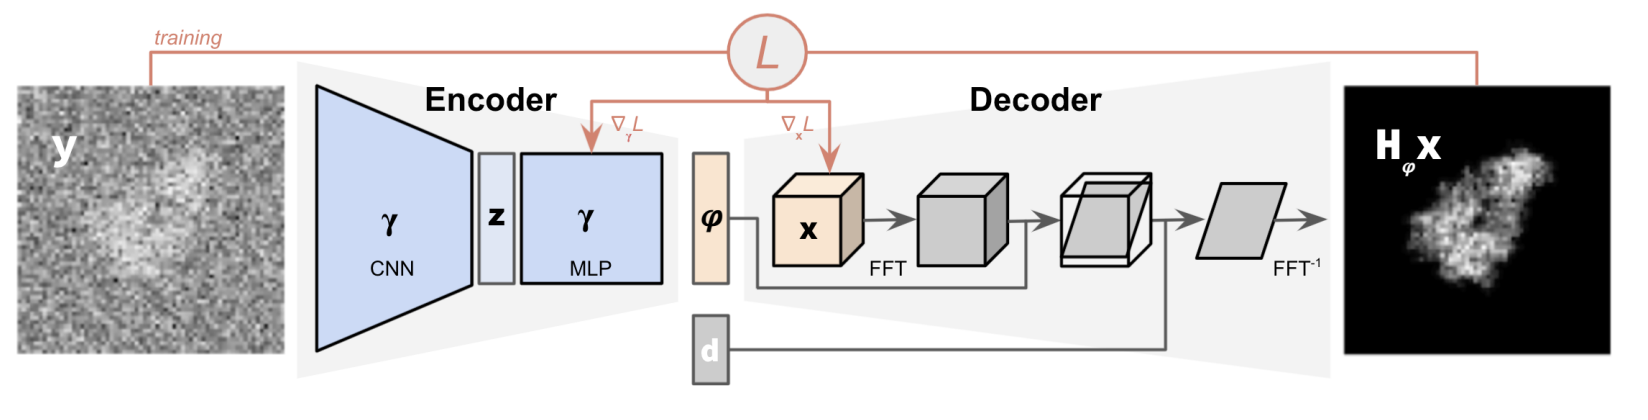 training
L
Encoder
Decoder
y
∇γL
∇xL
Hφx
γ
z
γ
φ
x
CNN
MLP
FFT
FFT-1
d